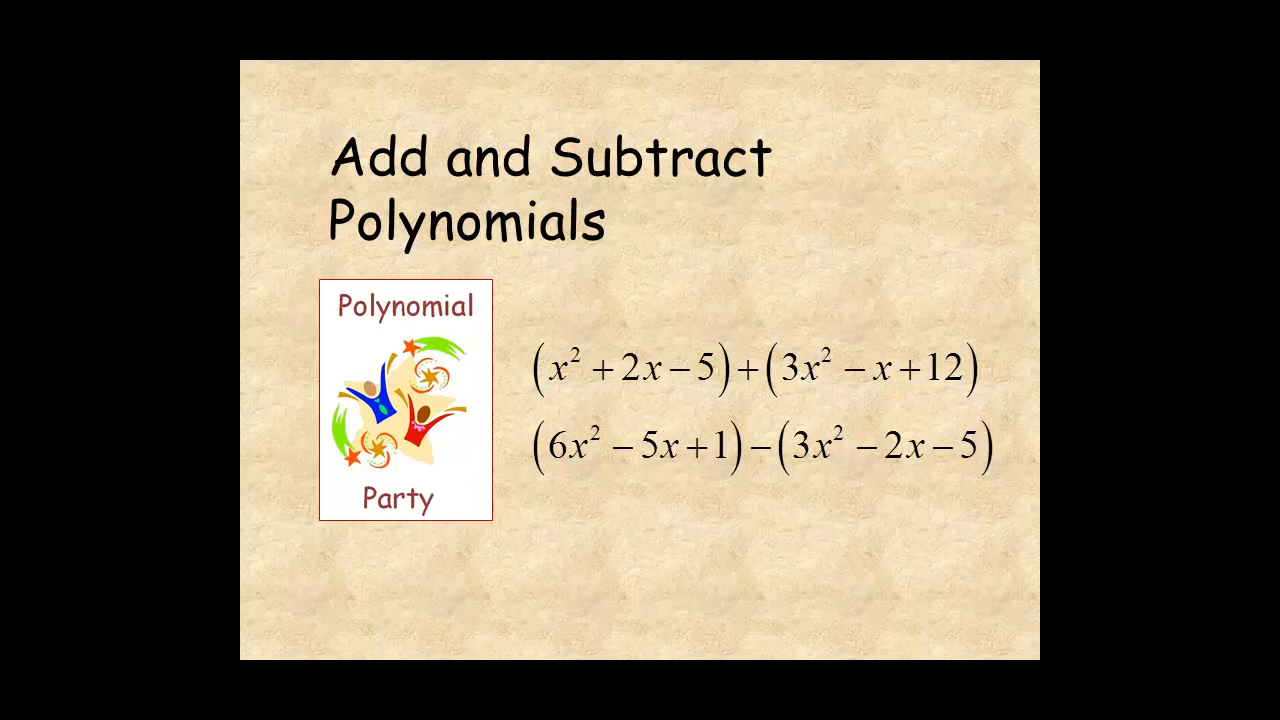 Add and Subtract
Polynomials
Polynomial
Party
(x² + 2x − 5) + (3x² − x + 12)
(6x² − 5x + 1) − (3x² − 2x − 5)